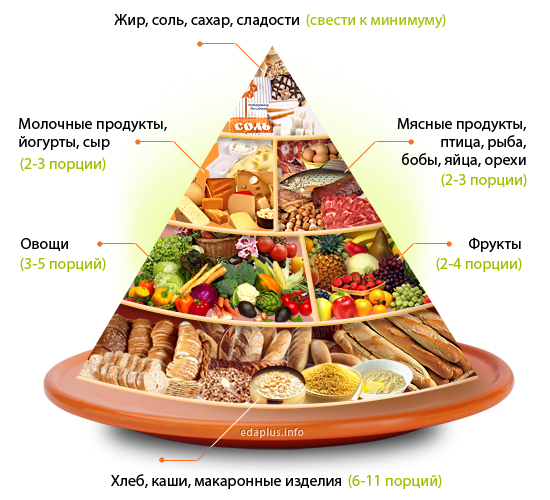 Жир, соль, сахар, сладости (свести к минимуму)
СОЛЬ
Молочные продукты,
йогурты, сыр
(2-3 порции)
Мясные продукты,
птица, рыба,
бобы, яйца, орехи
(2-3 порции)
Овощи
(3-5 порций)
Фрукты
(2-4 порции)
edaplus.info
Хлеб, каши, макаронные изделия (6-11 порций)